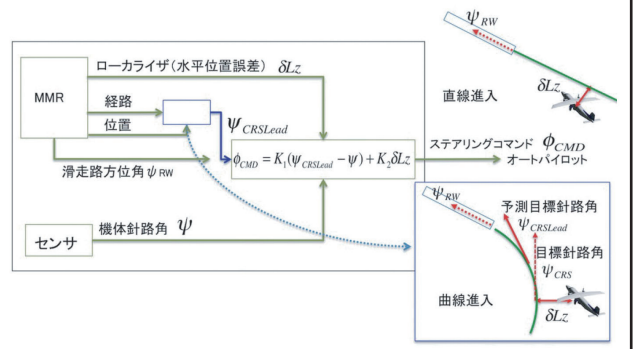 ローカライザ（水平位置誤差） δLz
MMR
経路
位置
ψCRSLead
φCMD = K1(ψCRSLead − ψ) + K2δLz
滑走路方位角ψRW
センサ
機体針路角 ψ
ψRW
δLz
直線進入
ステアリングコマンド φCMD
オートパイロット
ψRW
予測目標針路角
ψCRSLead
目標針路角
ψCRS
δLz
曲線進入